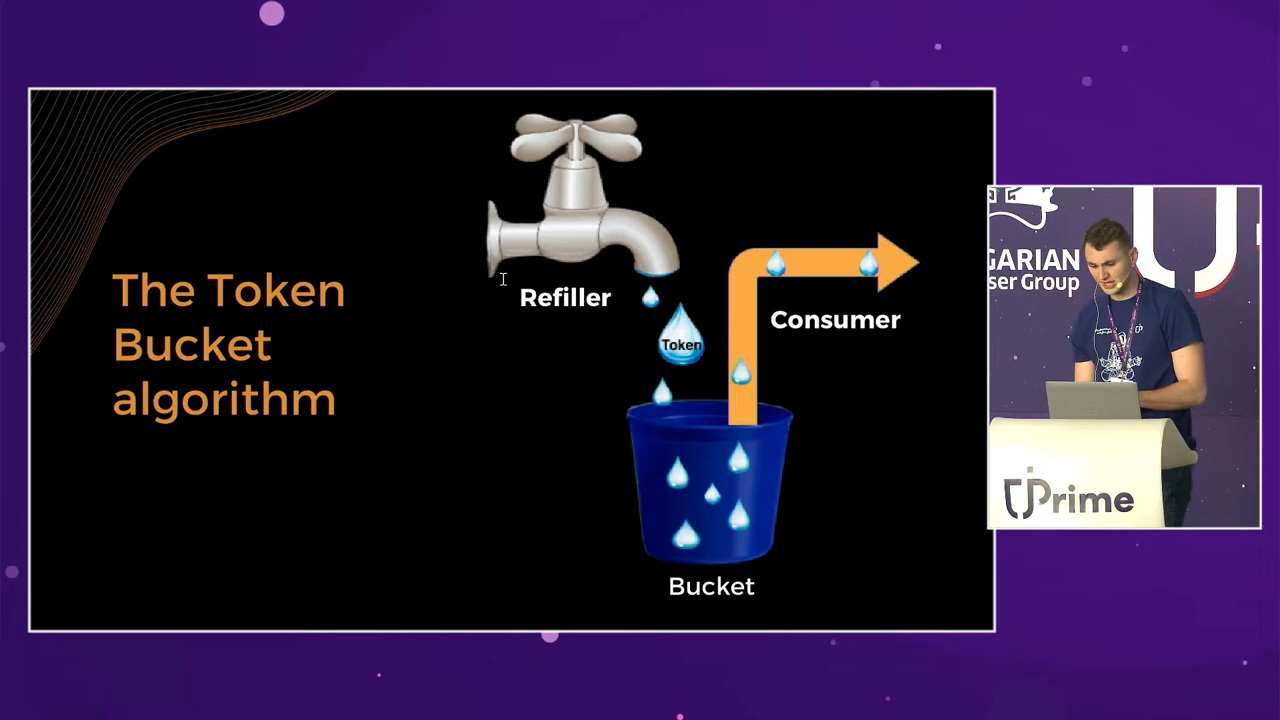 The Token
Bucket
algorithm
Refiller
Token
Consumer
Bucket
GARIAN
ser Group
Prime